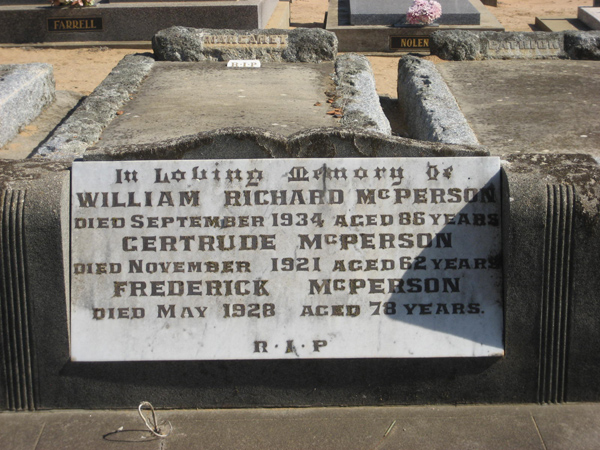 FARRELL
NOLEN
MARGARET
R·I·P
In Loving Memory of
WILLIAM RICHARD McPERSON
DIED SEPTEMBER 1934 AGED 86 YEARS
GERTRUDE McPERSON
DIED NOVEMBER 1921 AGED 62 YEARS
FREDERICK McPERSON
DIED MAY 1928 AGED 78 YEARS.
R·I·P